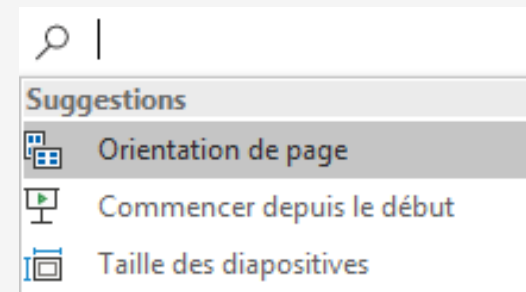 Suggestions
Orientation de page
Commencer depuis le début
Taille des diapositives